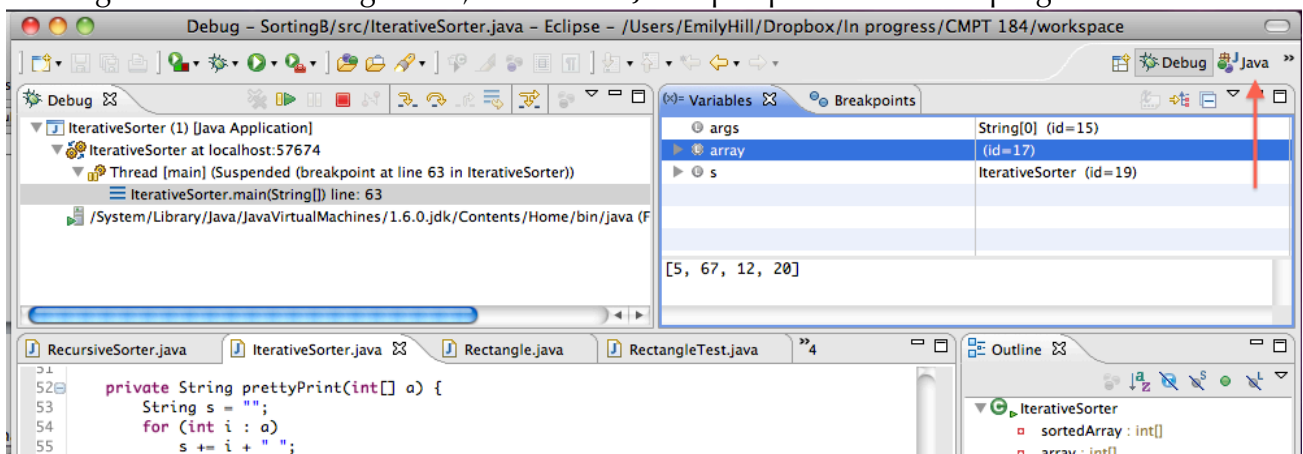 Debug – SortingB/src/IterativeSorter.java – Eclipse – /Users/EmilyHill/Dropbox/In progress/CMPT 184/workspace
Debug Java »
Debug
IterativeSorter (1) [Java Application]
IterativeSorter at localhost:57674
Thread [main] (Suspended (breakpoint at line 63 in IterativeSorter))
IterativeSorter.main(String[]) line: 63
/System/Library/Java/JavaVirtualMachines/1.6.0.jdk/Contents/Home/bin/java (F
(x)= Variables Breakpoints
args String[0] (id=15)
array (id=17)
s IterativeSorter (id=19)
[5, 67, 12, 20]
RecursiveSorter.java IterativeSorter.java Rectangle.java RectangleTest.java »4
51
52 private String prettyPrint(int[] a) {
53 String s = "";
54 for (int i : a)
55 s += i + " ";
Outline
IterativeSorter
sortedArray : int[]
array : int[]